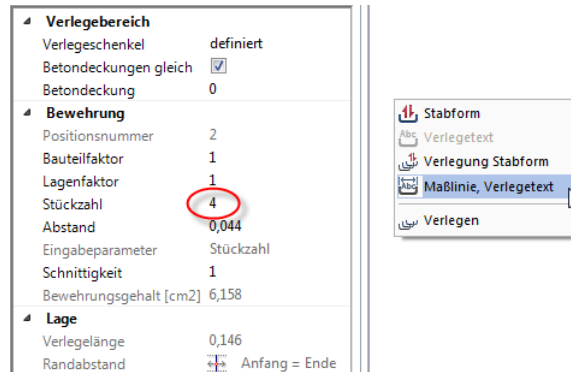 Verlegebereich
Verlegeschenkel definiert
Betondeckungen gleich
Betondeckung 0
Bewehrung
Positionsnummer 2
Bauteilfaktor 1
Lagenfaktor 1
Stückzahl 4
Abstand 0,044
Eingabeparameter Stückzahl
Schnittigkeit 1
Bewehrungsgehalt [cm2] 6,158
Lage
Verlegelänge 0,146
Randabstand Anfang = Ende
Stabform
Abc Verlegetext
Verlegung Stabform
Abc Maßlinie, Verlegetext
Verlegen